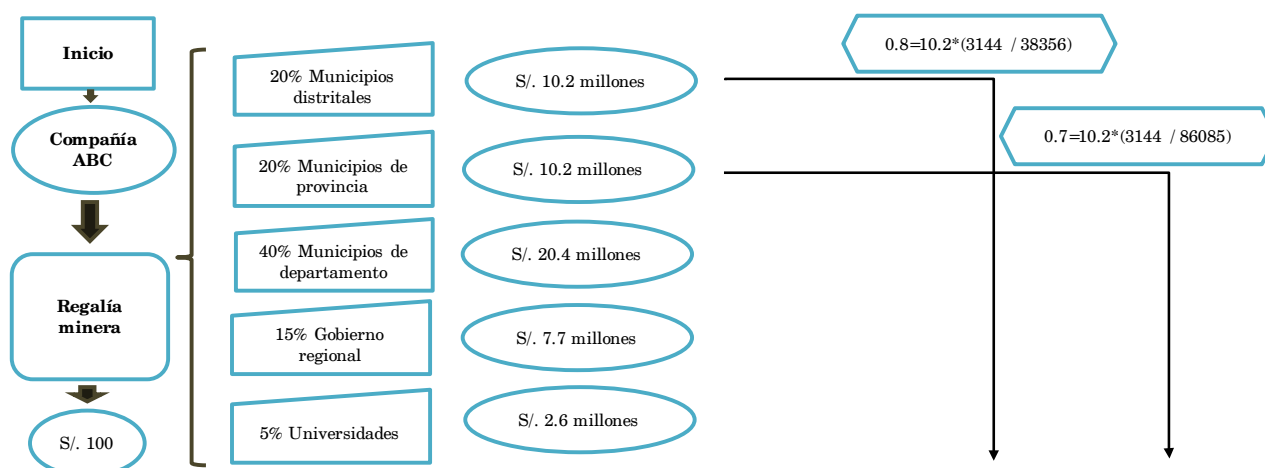 Inicio
Compañía
ABC
Regalía
minera
S/. 100
20% Municipios
distritales
S/. 10.2 millones
20% Municipios de
provincia
S/. 10.2 millones
40% Municipios de
departamento
S/. 20.4 millones
15% Gobierno
regional
S/. 7.7 millones
5% Universidades
S/. 2.6 millones
0.8=10.2*(3144 / 38356)
0.7=10.2*(3144 / 86085)